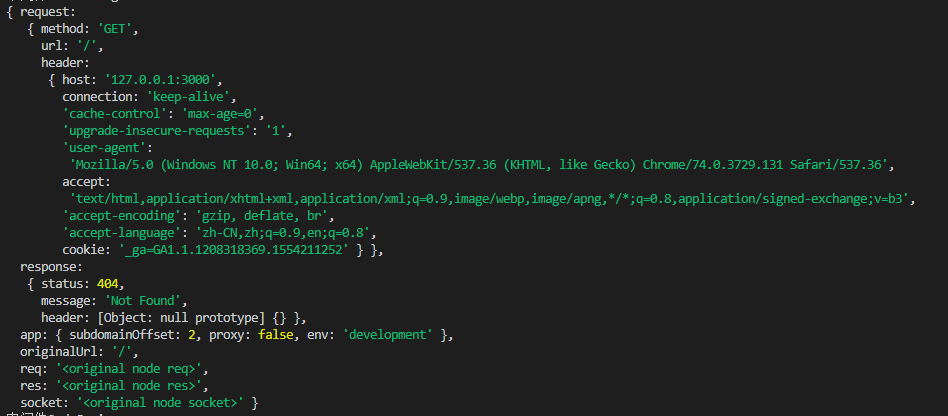 { request:
{ method: 'GET',
url: '/',
header:
{ host: '127.0.0.1:3000',
connection: 'keep-alive',
'cache-control': 'max-age=0',
'upgrade-insecure-requests': '1',
'user-agent':
'Mozilla/5.0 (Windows NT 10.0; Win64; x64) AppleWebKit/537.36 (KHTML, like Gecko) Chrome/74.0.3729.131 Safari/537.36',
accept:
'text/html,application/xhtml+xml,application/xml;q=0.9,image/webp,image/apng,*/*;q=0.8,application/signed-exchange;v=b3',
'accept-encoding': 'gzip, deflate, br',
'accept-language': 'zh-CN,zh;q=0.9,en;q=0.8',
cookie: '_ga=GA1.1.1208318369.1554211252' } },
response:
{ status: 404,
message: 'Not Found',
header: [Object: null prototype] {} },
app: { subdomainOffset: 2, proxy: false, env: 'development' },
originalUrl: '/',
req: '<original node req>',
res: '<original node res>',
socket: '<original node socket>' }